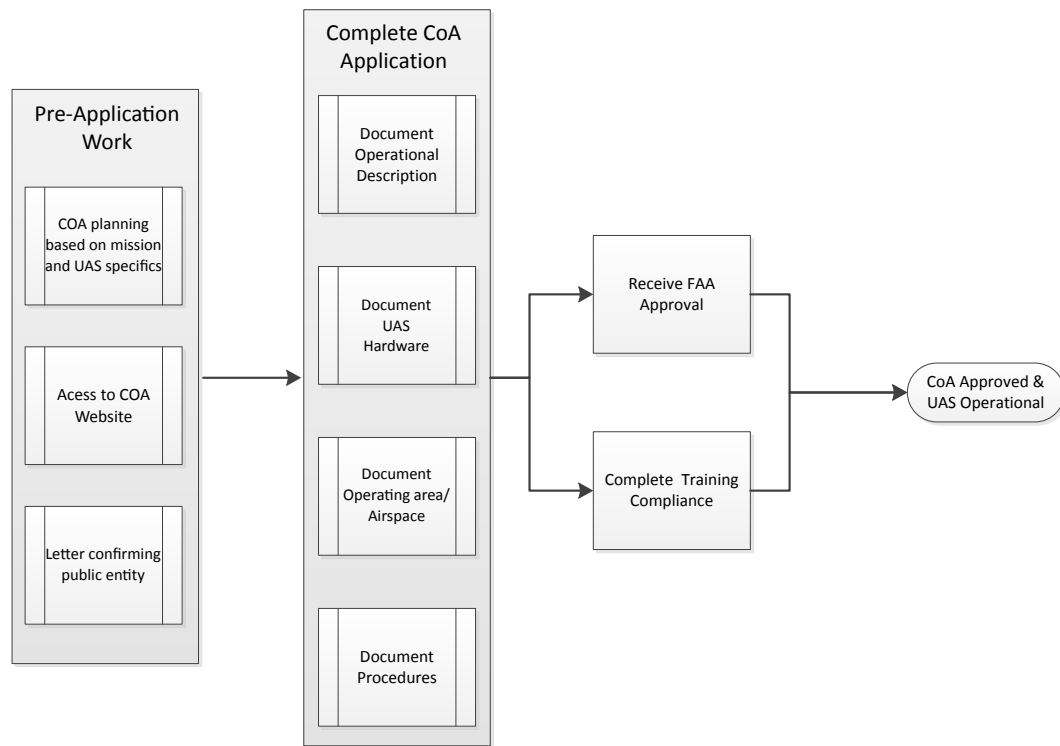 Pre-Application
Work
COA planning
based on mission
and UAS specifics
Acess to COA
Website
Letter confirming
public entity
Complete CoA
Application
Document
Operational
Description
Document
UAS
Hardware
Document
Operating area/
Airspace
Document
Procedures
Receive FAA
Approval
Complete Training
Compliance
CoA Approved &
UAS Operational